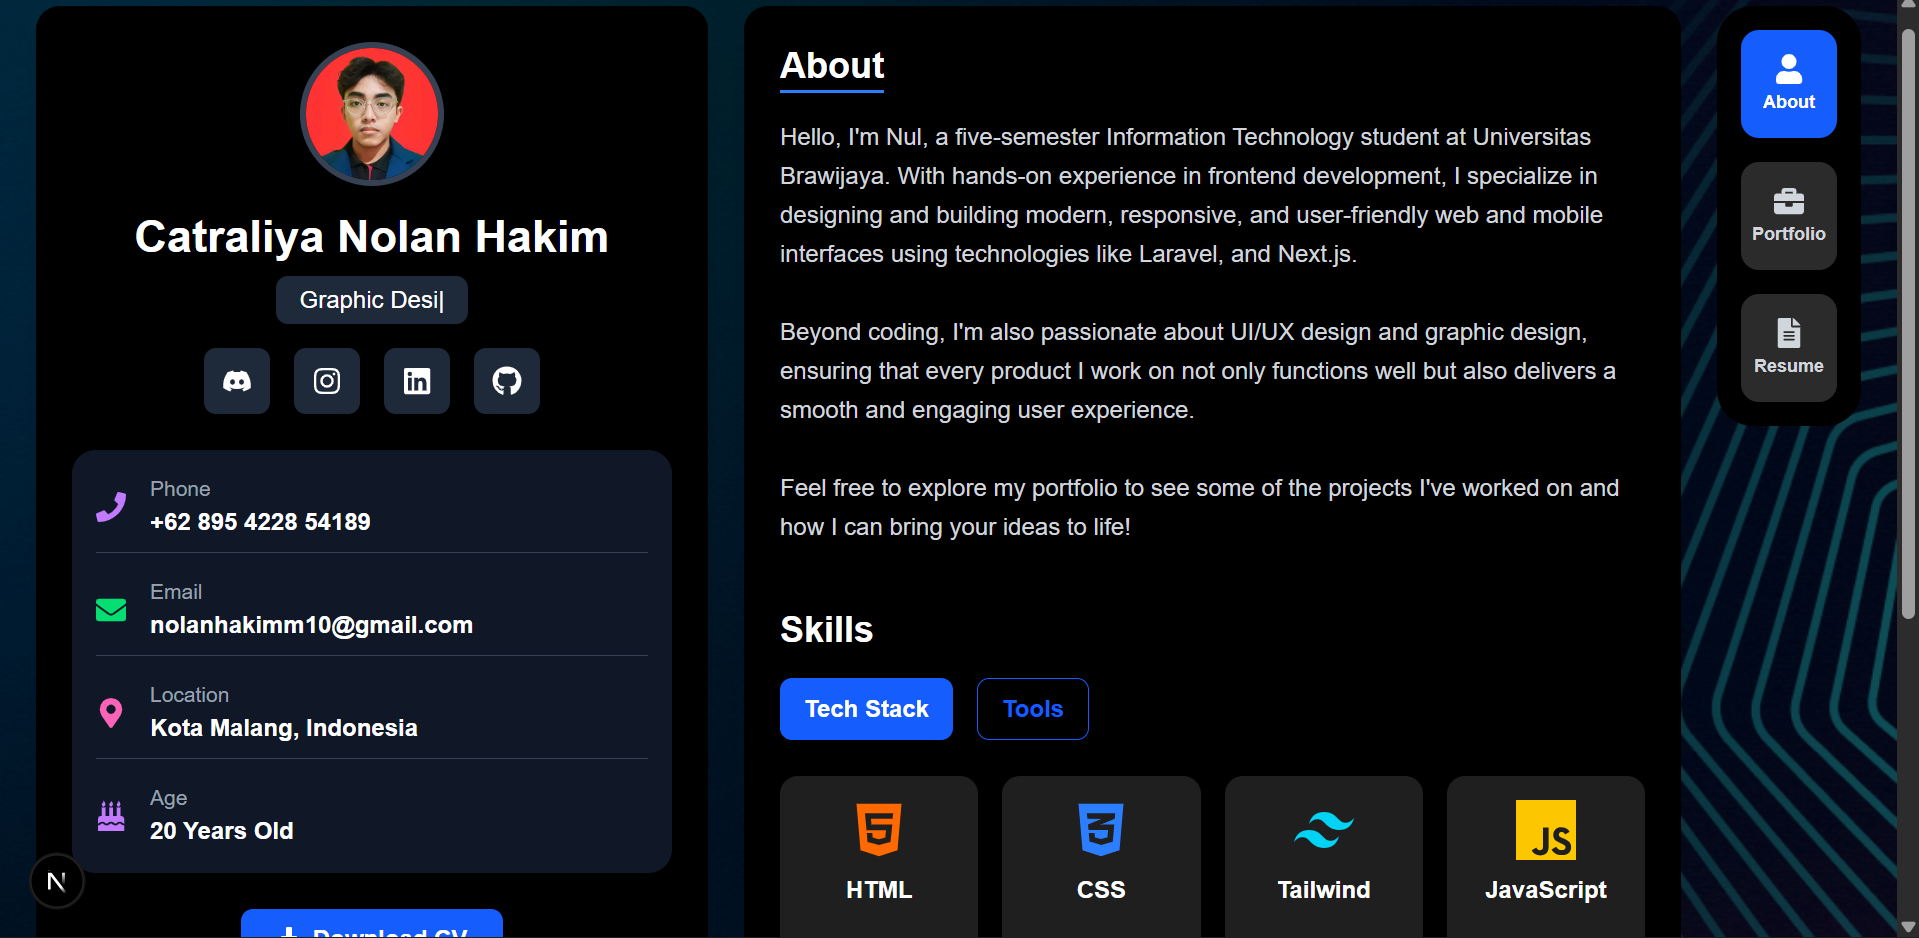 Catraliya Nolan Hakim
Graphic Desi|
Phone
+62 895 4228 54189
Email
nolanhakimm10@gmail.com
Location
Kota Malang, Indonesia
Age
20 Years Old
N
Download CV
About
Hello, I'm Nul, a five-semester Information Technology student at Universitas
Brawijaya. With hands-on experience in frontend development, I specialize in
designing and building modern, responsive, and user-friendly web and mobile
interfaces using technologies like Laravel, and Next.js.
Beyond coding, I'm also passionate about UI/UX design and graphic design,
ensuring that every product I work on not only functions well but also delivers a
smooth and engaging user experience.
Feel free to explore my portfolio to see some of the projects I've worked on and
how I can bring your ideas to life!
Skills
Tech Stack
Tools
HTML
CSS
Tailwind
JS
JavaScript
About
Portfolio
Resume